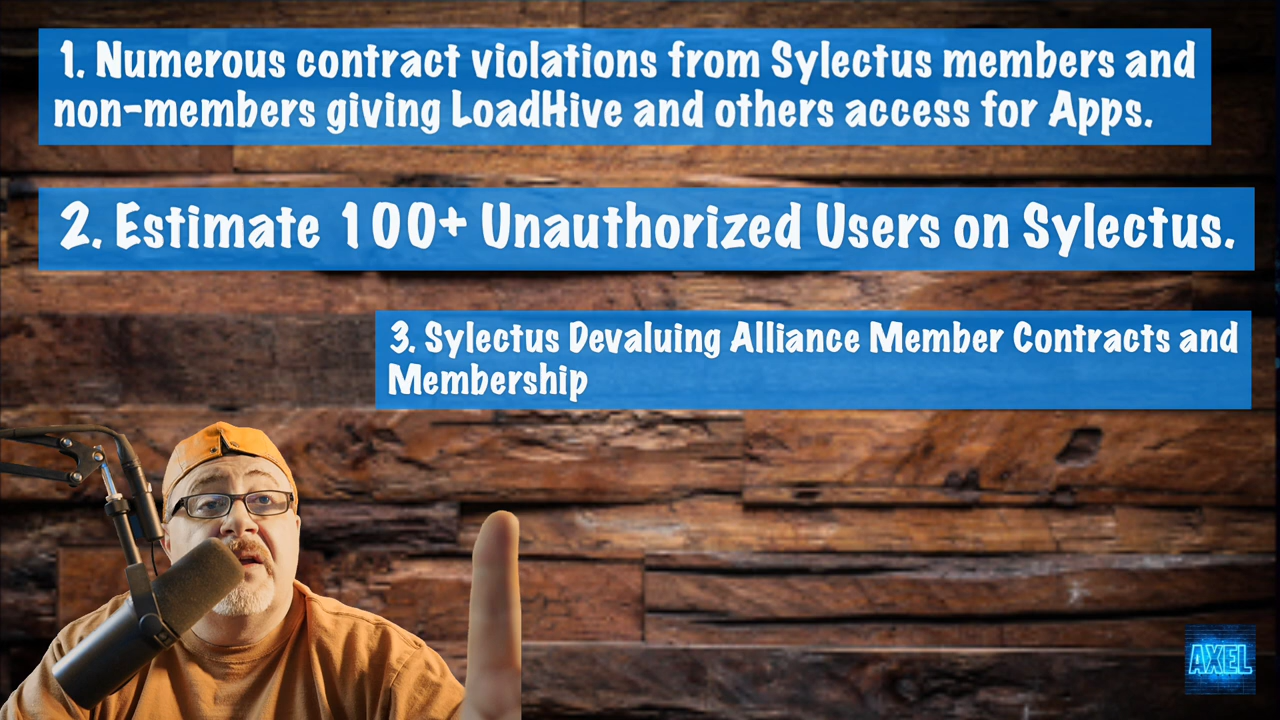 1. Numerous contract violations from Sylectus members and
non-members giving LoadHive and others access for Apps.
2. Estimate 100+ Unauthorized Users on Sylectus.
3. Sylectus Devaluing Alliance Member Contracts and
Membership
AXEL